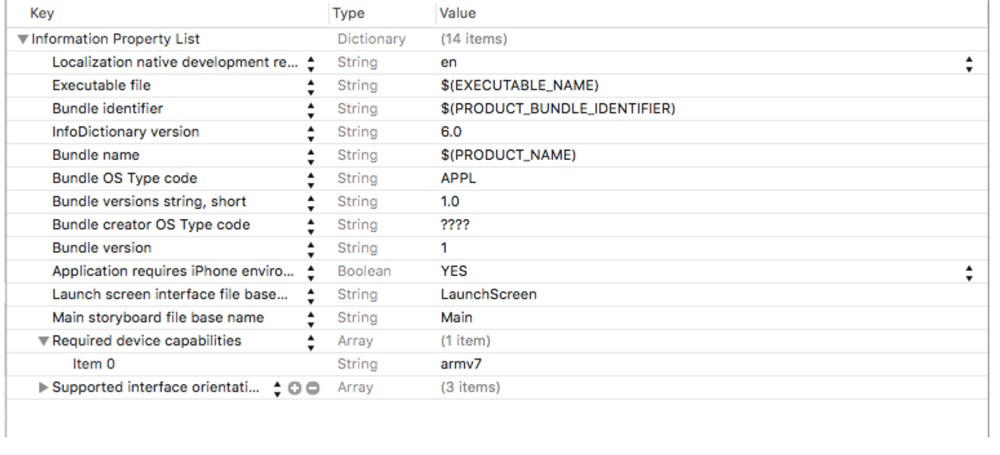 Key Type Value
Information Property List Dictionary (14 items)
Localization native development re... String en
Executable file String $(EXECUTABLE_NAME)
Bundle identifier String $(PRODUCT_BUNDLE_IDENTIFIER)
InfoDictionary version String 6.0
Bundle name String $(PRODUCT_NAME)
Bundle OS Type code String APPL
Bundle versions string, short String 1.0
Bundle creator OS Type code String ????
Bundle version String 1
Application requires iPhone enviro... Boolean YES
Launch screen interface file base... String LaunchScreen
Main storyboard file base name String Main
Required device capabilities Array (1 item)
Item 0 String armv7
Supported interface orientati... Array (3 items)